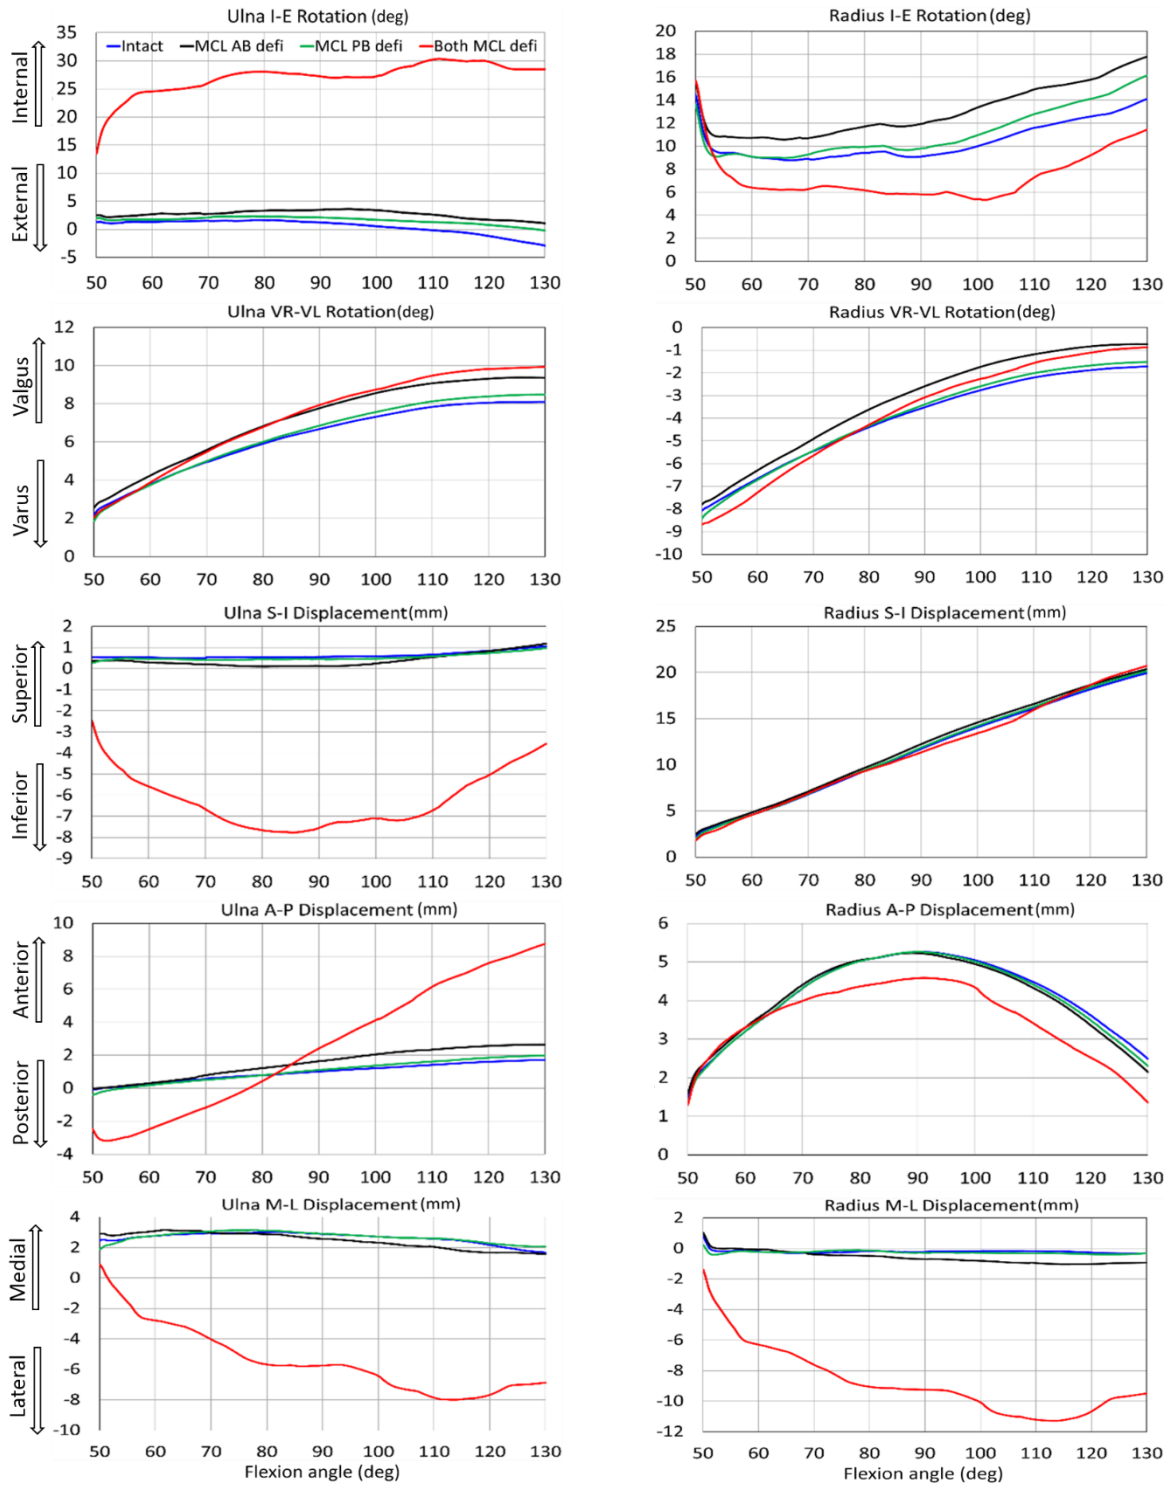 Ulna I-E Rotation (deg)
35
30
25
20
15
10
5
0
-5
Intact MCL AB defi MCL PB defi Both MCL defi
50 60 70 80 90 100 110 120 130
Internal
External
Radius I-E Rotation (deg)
20
18
16
14
12
10
8
6
4
2
0
50 60 70 80 90 100 110 120 130
Ulna VR-VL Rotation(deg)
12
10
8
6
4
2
0
50 60 70 80 90 100 110 120 130
Valgus
Varus
Radius VR-VL Rotation(deg)
0
-1
-2
-3
-4
-5
-6
-7
-8
-9
-10
50 60 70 80 90 100 110 120 130
Ulna S-I Displacement(mm)
2
1
0
-1
-2
-3
-4
-5
-6
-7
-8
-9
50 60 70 80 90 100 110 120 130
Superior
Inferior
Radius S-I Displacement(mm)
25
20
15
10
5
0
50 60 70 80 90 100 110 120 130
Ulna A-P Displacement (mm)
10
8
6
4
2
0
-2
-4
50 60 70 80 90 100 110 120 130
Anterior
Posterior
Radius A-P Displacement(mm)
6
5
4
3
2
1
0
50 60 70 80 90 100 110 120 130
Ulna M-L Displacement(mm)
4
2
0
-2
-4
-6
-8
-10
50 60 70 80 90 100 110 120 130
Medial
Lateral
Flexion angle (deg)
Radius M-L Displacement(mm)
2
0
-2
-4
-6
-8
-10
-12
50 60 70 80 90 100 110 120 130
Flexion angle (deg)